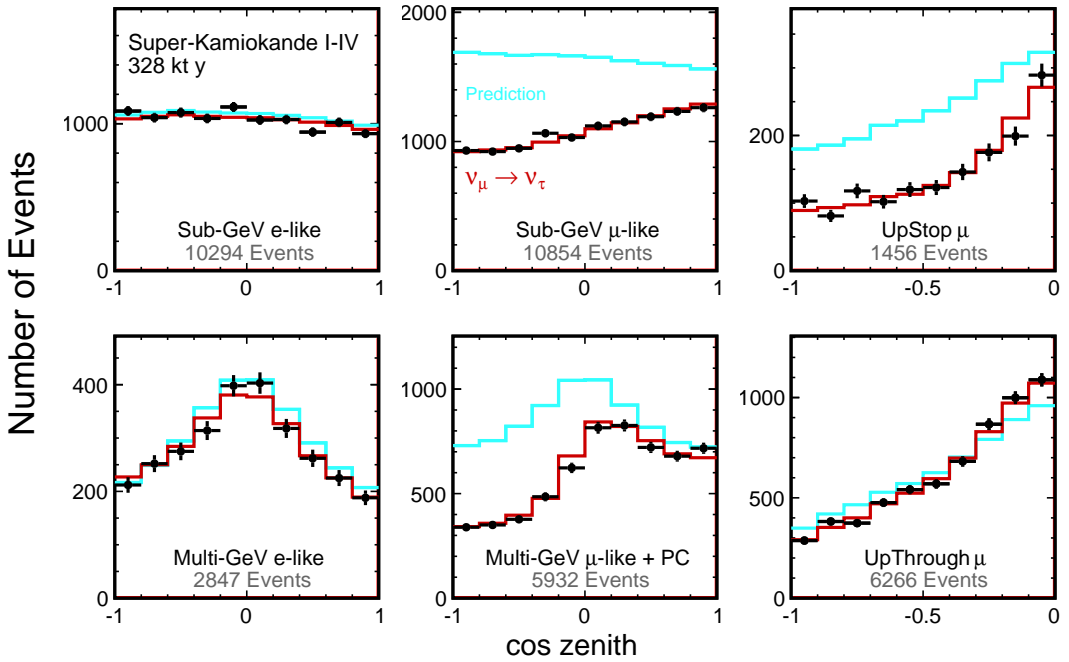 Number of Events
Super-Kamiokande I-IV
328 kt y
1000
0
Sub-GeV e-like
10294 Events
-1 0 1
2000
1000
0
Prediction
νμ → ντ
Sub-GeV μ-like
10854 Events
-1 0 1
200
0
UpStop μ
1456 Events
-1 -0.5 0
400
200
0
Multi-GeV e-like
2847 Events
-1 0 1
1000
500
0
Multi-GeV μ-like + PC
5932 Events
-1 0 1
1000
500
0
UpThrough μ
6266 Events
-1 -0.5 0
cos zenith